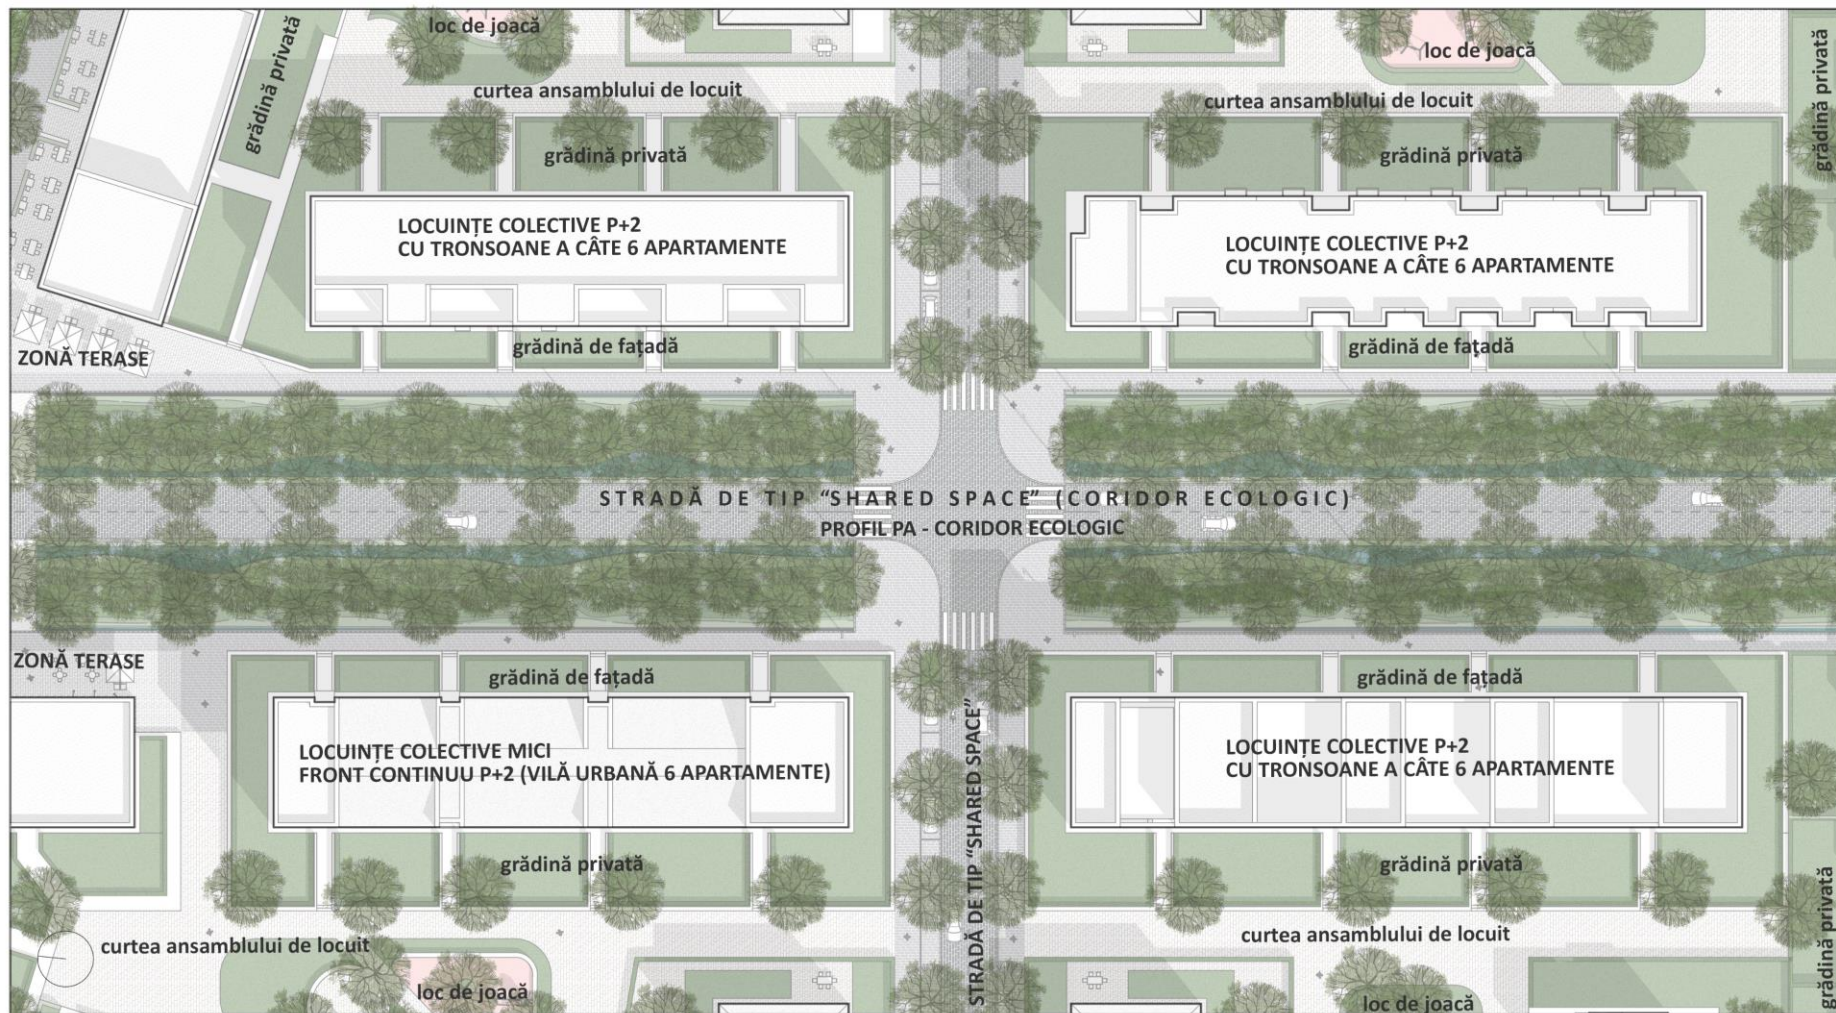 loc de joacă
loc de joacă
grădină privată
grădină privată
curtea ansamblului de locuit
curtea ansamblului de locuit
grădină privată
grădină privată
LOCUINȚE COLECTIVE P+2
CU TRONSOANE A CÂTE 6 APARTAMENTE
LOCUINȚE COLECTIVE P+2
CU TRONSOANE A CÂTE 6 APARTAMENTE
grădină de fațadă
grădină de fațadă
ZONĂ TERASE
STRADĂ DE TIP “SHARED SPACE” (CORIDOR ECOLOGIC)
PROFIL PA - CORIDOR ECOLOGIC
ZONĂ TERASE
grădină de fațadă
grădină de fațadă
LOCUINȚE COLECTIVE MICI
FRONT CONTINUU P+2 (VILĂ URBANĂ 6 APARTAMENTE)
STRADĂ DE TIP “SHARED SPACE”
LOCUINȚE COLECTIVE P+2
CU TRONSOANE A CÂTE 6 APARTAMENTE
grădină privată
grădină privată
grădină privată
curtea ansamblului de locuit
curtea ansamblului de locuit
loc de joacă
loc de joacă